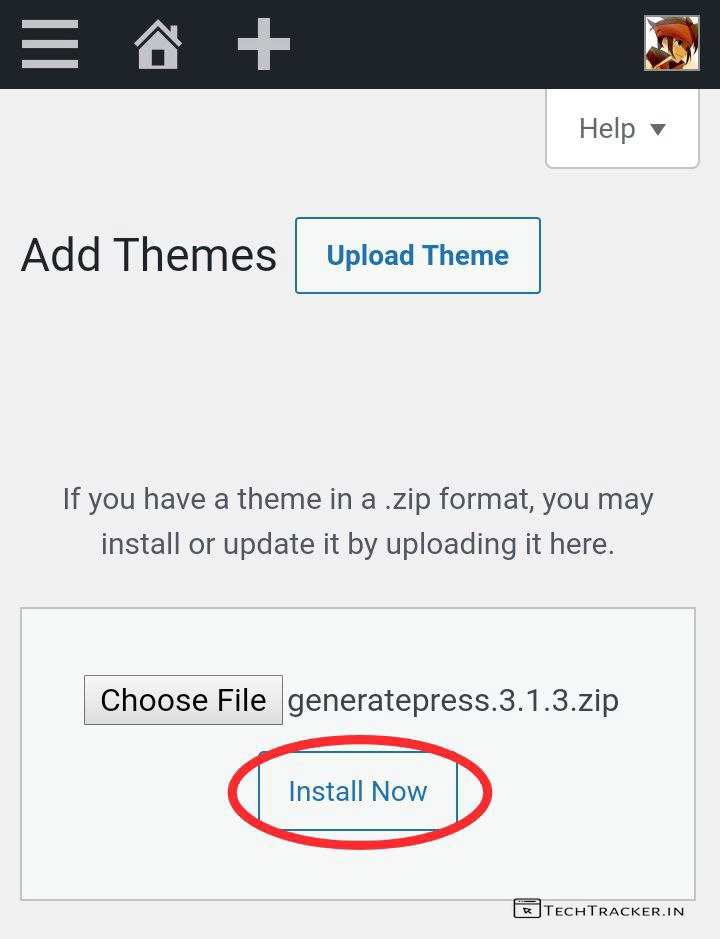 Help
Add Themes Upload Theme
If you have a theme in a .zip format, you may
install or update it by uploading it here.
Choose File generatepress.3.1.3.zip
Install Now
TECHTRACKER.IN